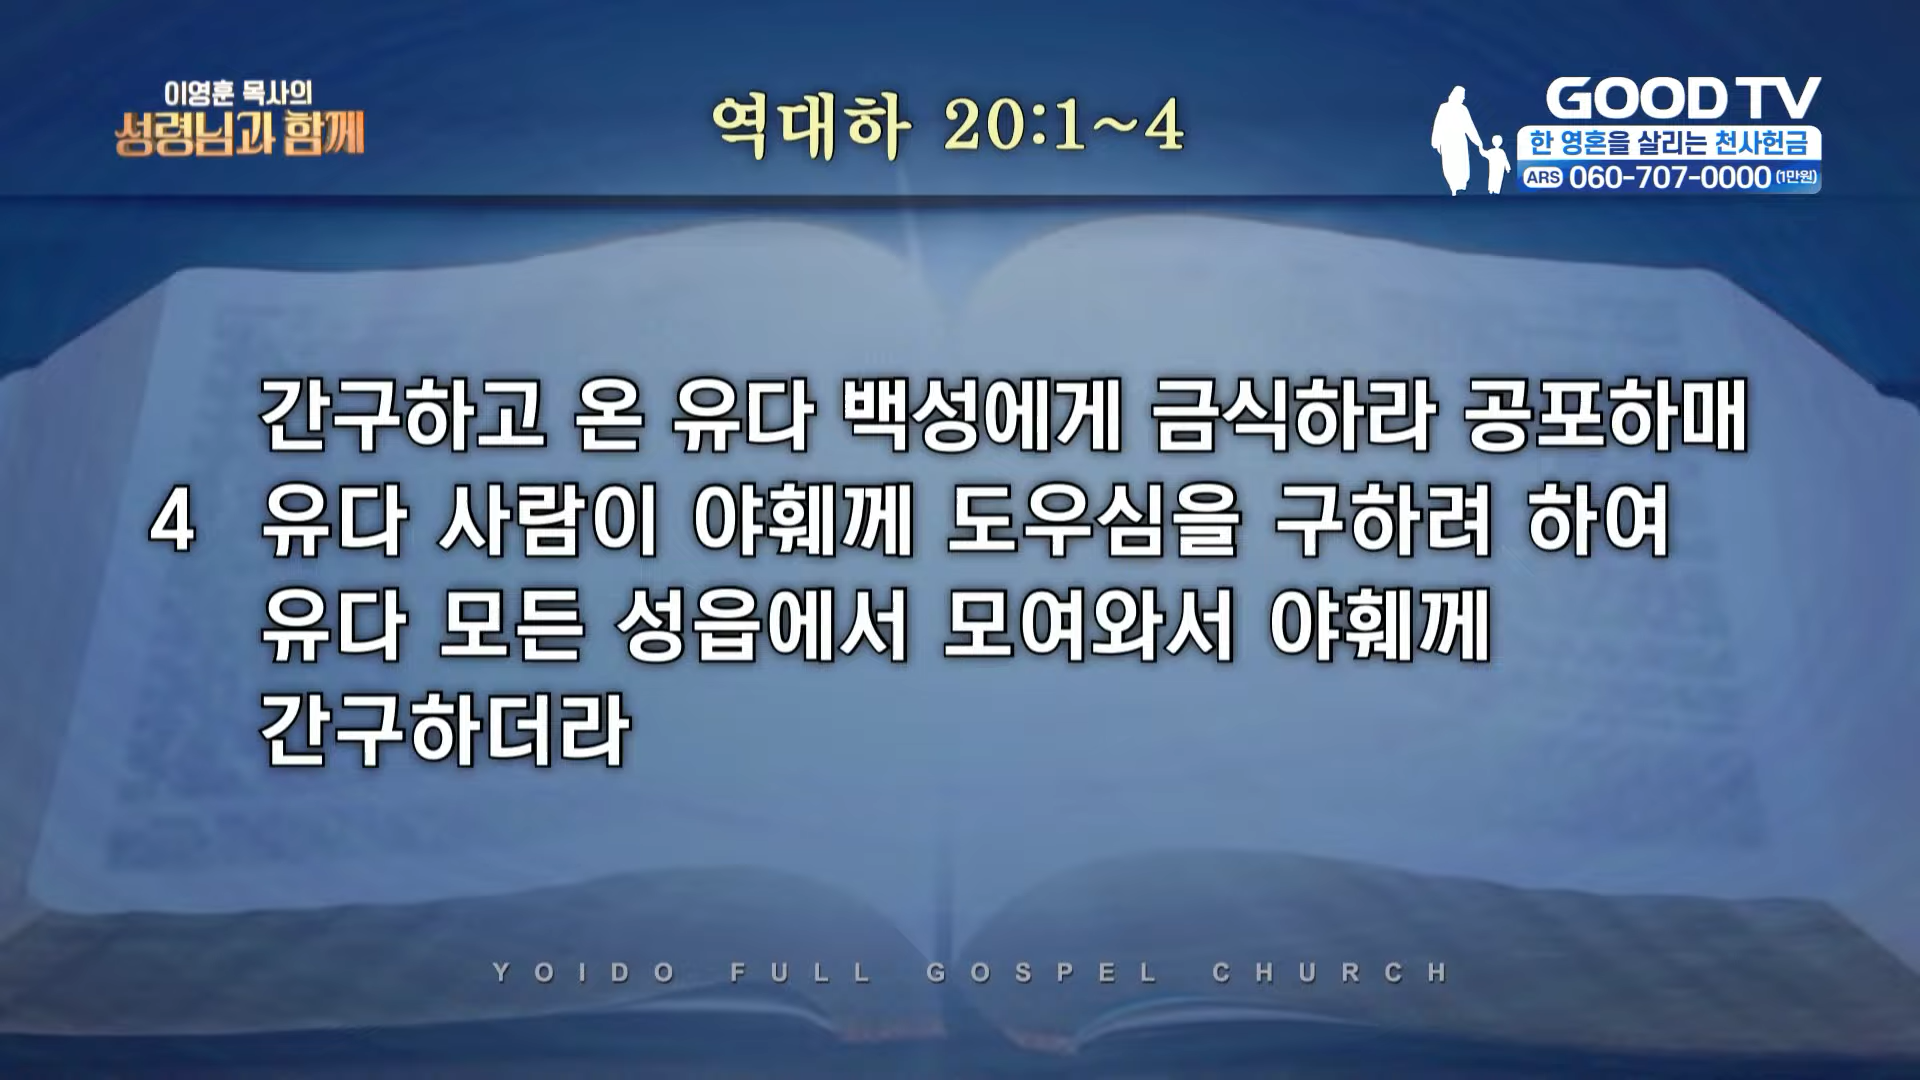 이영훈 목사의
성령님과 함께
역대하 20:1~4
GOOD TV
한 영혼을 살리는 천사헌금
ARS 060-707-0000 (1만원)
간구하고 온 유다 백성에게 금식하라 공포하매
4 유다 사람이 야훼께 도우심을 구하려 하여
유다 모든 성읍에서 모여와서 야훼께
간구하더라
YOIDO FULL GOSPEL CHURCH